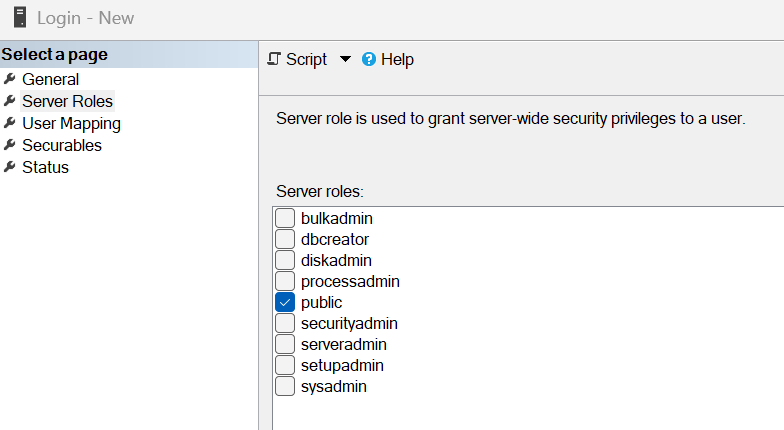 Login - New
Select a page
General
Server Roles
User Mapping
Securables
Status
Script
Help
Server role is used to grant server-wide security privileges to a user.
Server roles:
bulkadmin
dbcreator
diskadmin
processadmin
public
securityadmin
serveradmin
setupadmin
sysadmin